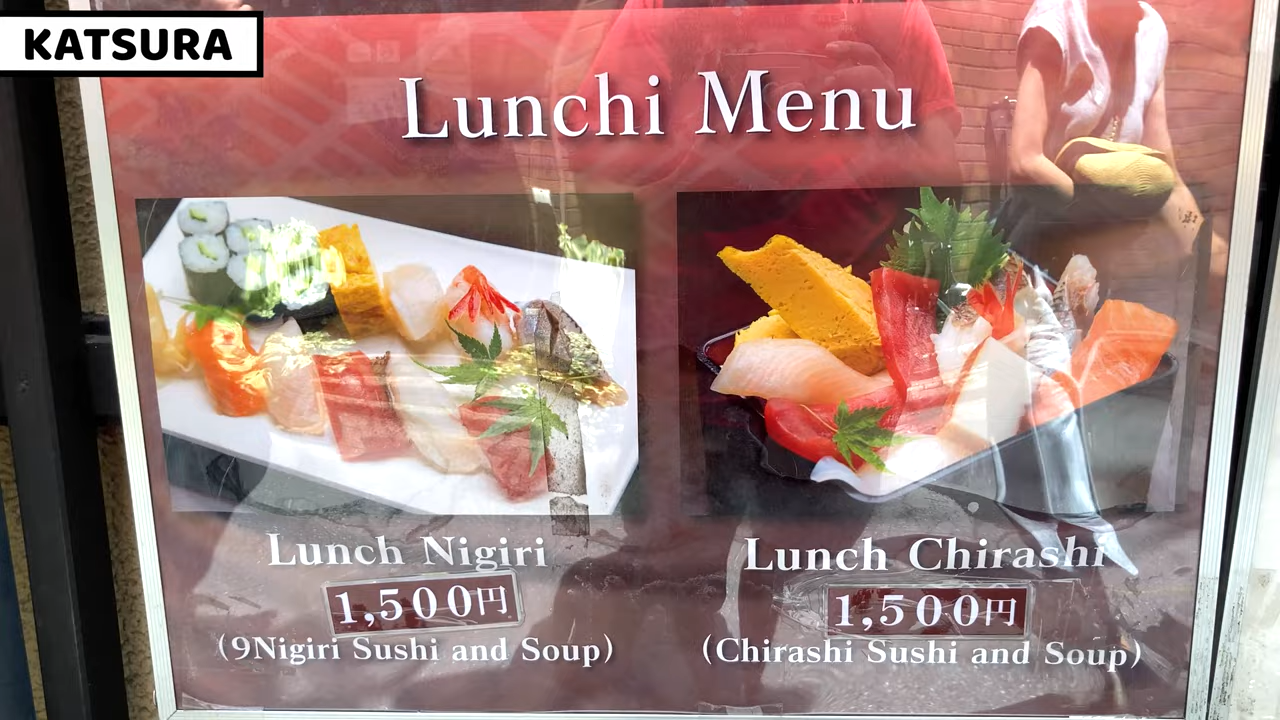 KATSURA
Lunchi Menu
Lunch Nigiri
1,500円
(9Nigiri Sushi and Soup)
Lunch Chirashi
1,500円
(Chirashi Sushi and Soup)